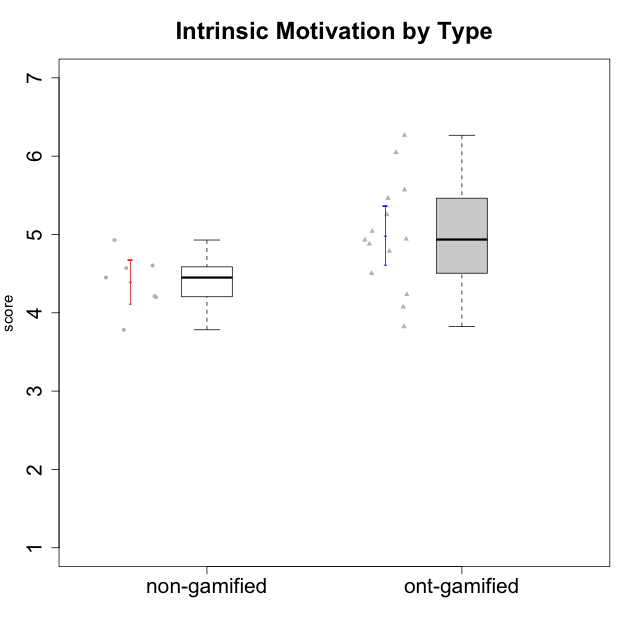 Intrinsic Motivation by Type
score
7
6
5
4
3
2
1
non-gamified
ont-gamified